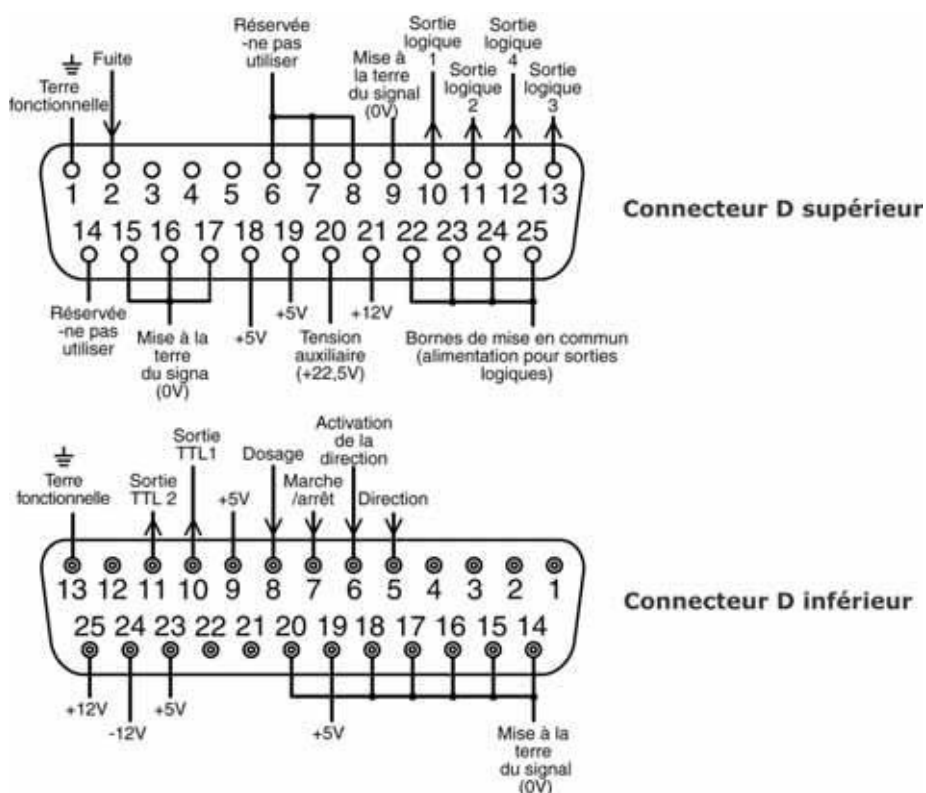 Réservée
-ne pas
utiliser
Sortie
logique
1
Sortie
logique
4
Fuite
Mise à
la terre
du signal
(0V)
Sortie
logique
2
Sortie
logique
3
Terre
fonctionnelle
1 2 3 4 5 6 7 8 9 10 11 12 13
Connecteur D supérieur
14 15 16 17 18 19 20 21 22 23 24 25
Réservée
-ne pas
utiliser
Mise à la
terre
du signa
(0V)
+5V
+5V
Tension
auxiliaire
(+22,5V)
+12V
Bornes de mise en commun
(alimentation pour sorties
logiques)
Terre
fonctionnelle
Sortie
TTL 2
Sortie
TTL1
+5V
Dosage
Marche
/arrêt
Activation
de la
direction
Direction
13 12 11 10 9 8 7 6 5 4 3 2 1
Connecteur D inférieur
25 24 23 22 21 20 19 18 17 16 15 14
+12V
-12V
+5V
+5V
Mise à la
terre
du signal
(0V)